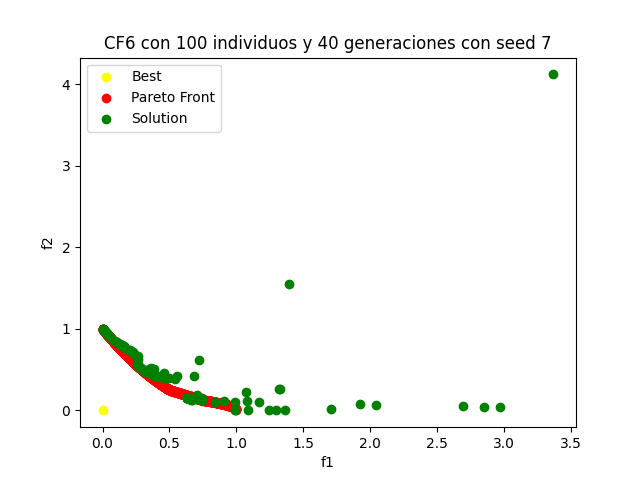 CF6 con 100 individuos y 40 generaciones con seed 7
Best
Pareto Front
Solution
4
3
2
1
0
f2
0.0 0.5 1.0 1.5 2.0 2.5 3.0 3.5
f1